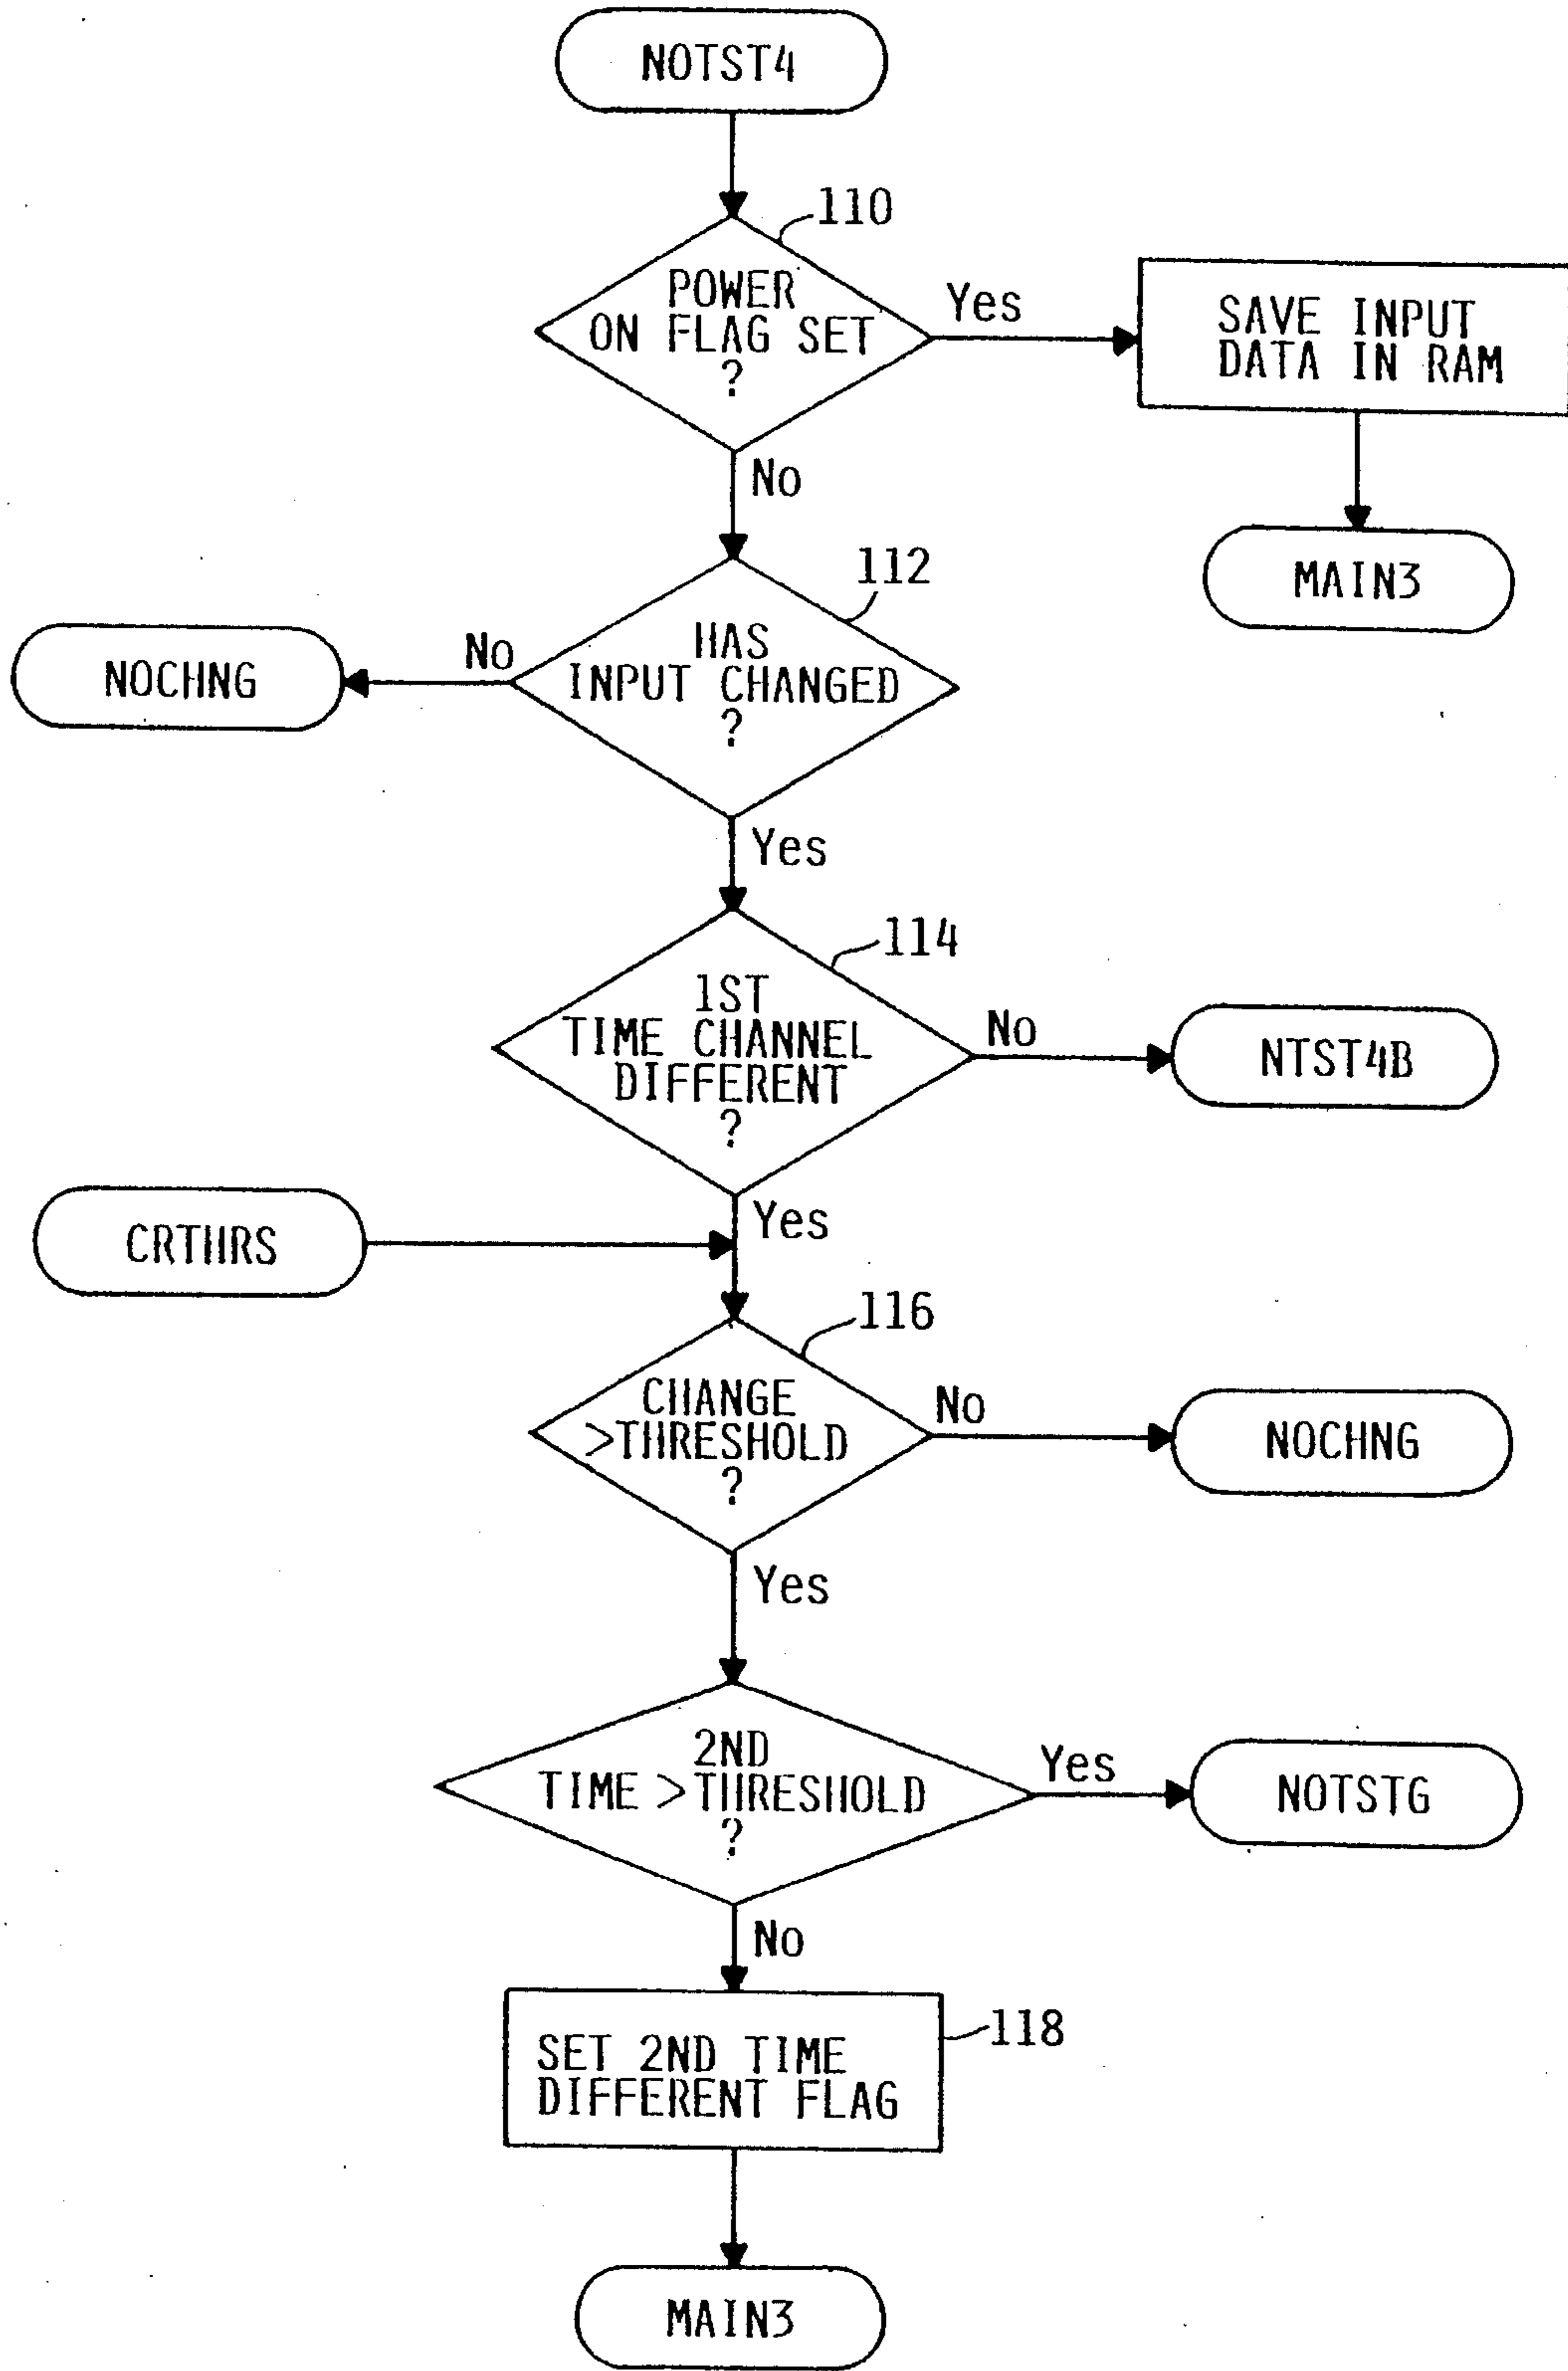 NOTST4
110
POWER
ON FLAG SET
?
Yes
SAVE INPUT
DATA IN RAM
No
MAIN3
112
HAS
INPUT CHANGED
?
No
NOCHNG
Yes
114
1ST
TIME CHANNEL
DIFFERENT
?
No
NTST4B
Yes
CRTHRS
116
CHANGE
>THRESHOLD
?
No
NOCHNG
Yes
2ND
TIME >THRESHOLD
?
Yes
NOTSTG
No
118
SET 2ND TIME
DIFFERENT FLAG
MAIN3